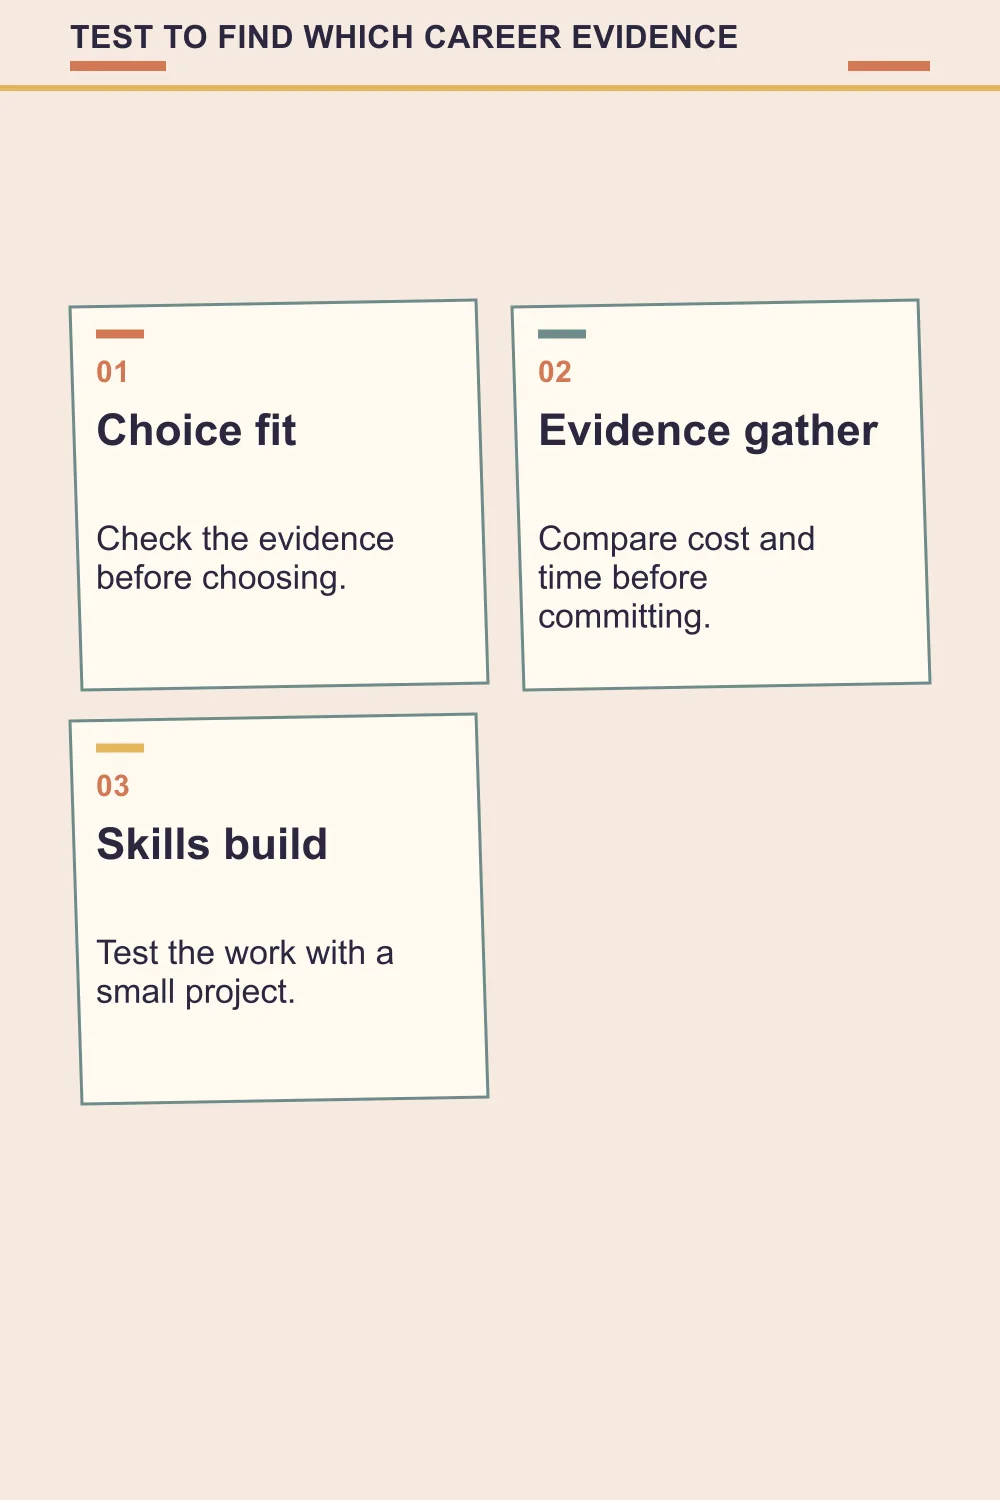 TEST TO FIND WHICH CAREER EVIDENCE
01
Choice fit
Check the evidence
before choosing.
02
Evidence gather
Compare cost and
time before
committing.
03
Skills build
Test the work with a
small project.